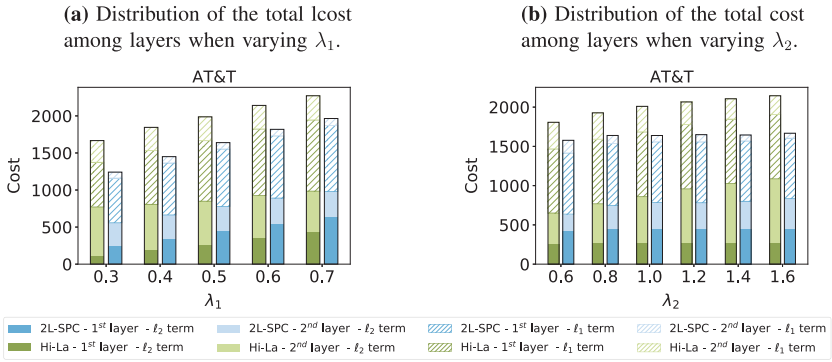 (a) Distribution of the total lcost
among layers when varying λ1.
AT&T
Cost
2000
1500
1000
500
0
0.3 0.4 0.5 0.6 0.7
λ1
(b) Distribution of the total cost
among layers when varying λ2.
AT&T
Cost
2000
1500
1000
500
0
0.6 0.8 1.0 1.2 1.4 1.6
λ2
2L-SPC - 1st layer - ℓ2 term 2L-SPC - 2nd layer - ℓ2 term 2L-SPC - 1st layer - ℓ1 term 2L-SPC - 2nd layer - ℓ1 term
Hi-La - 1st layer - ℓ2 term Hi-La - 2nd layer - ℓ2 term Hi-La - 1st layer - ℓ1 term Hi-La - 2nd layer - ℓ1 term